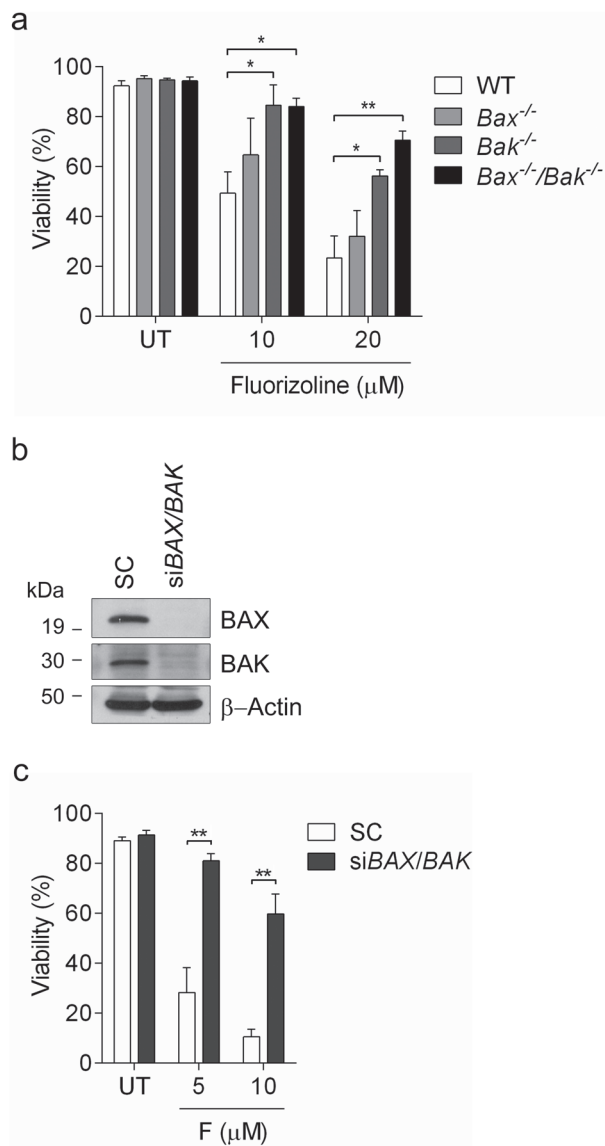 a
*
*
**
*
100
80
60
40
20
0
Viability (%)
WT
Bax-/-
Bak-/-
Bax-/-/Bak-/-
UT
10
20
Fluorizoline (μM)
b
SC
siBAX/BAK
kDa
19
BAX
30
BAK
50
β–Actin
c
**
**
100
80
60
40
20
0
Viability (%)
SC
siBAX/BAK
UT
5
10
F (μM)